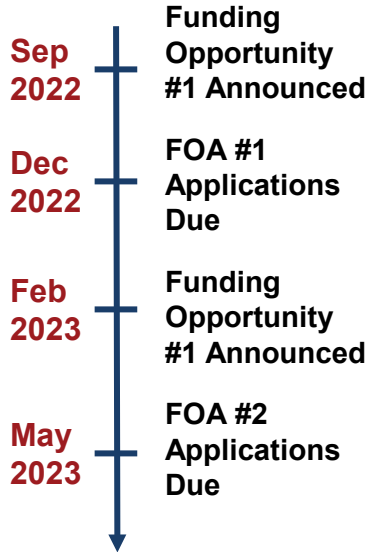 Sep
2022
Funding
Opportunity
#1 Announced
Dec
2022
FOA #1
Applications
Due
Feb
2023
Funding
Opportunity
#1 Announced
May
2023
FOA #2
Applications
Due